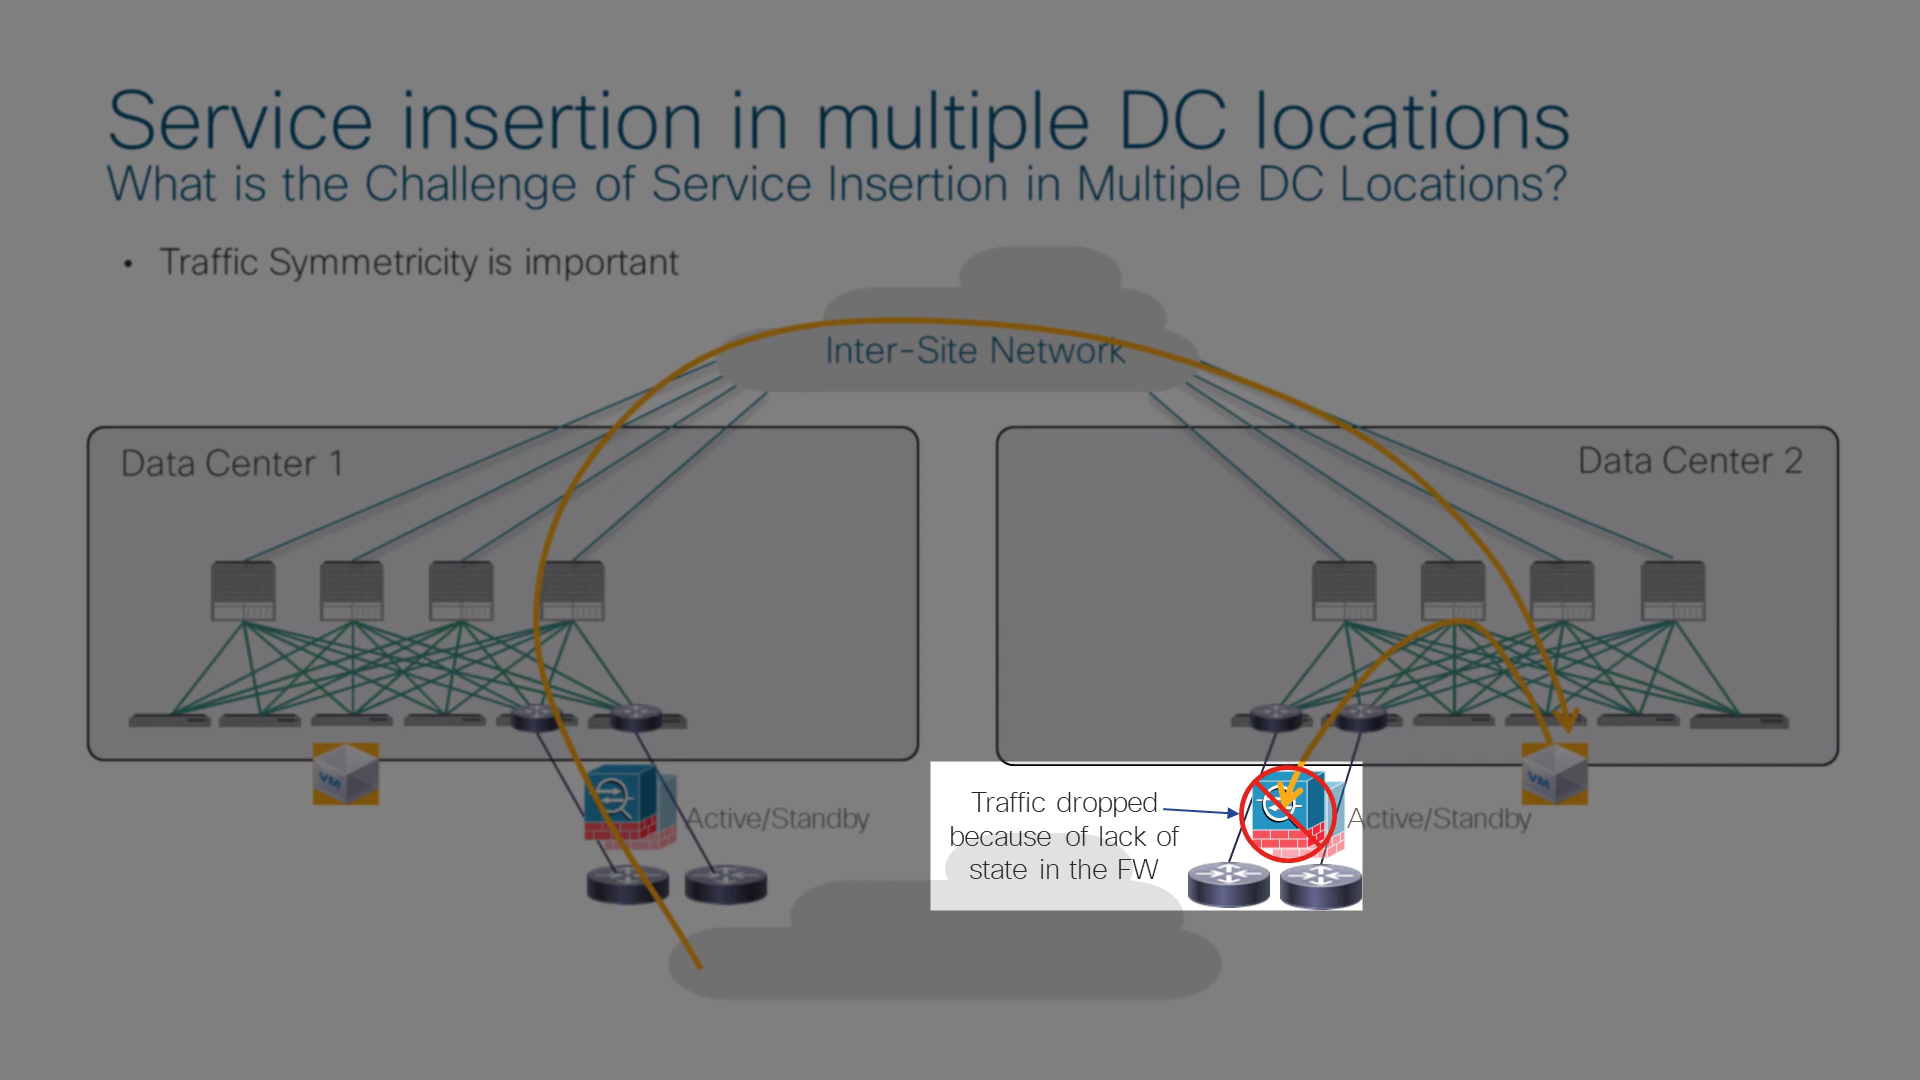 Service insertion in multiple DC locations
What is the Challenge of Service Insertion in Multiple DC Locations?
• Traffic Symmetricity is important
Inter-Site Network
Data Center 1
Data Center 2
VM
VM
Active/Standby
Traffic dropped
because of lack of
state in the FW
Active/Standby